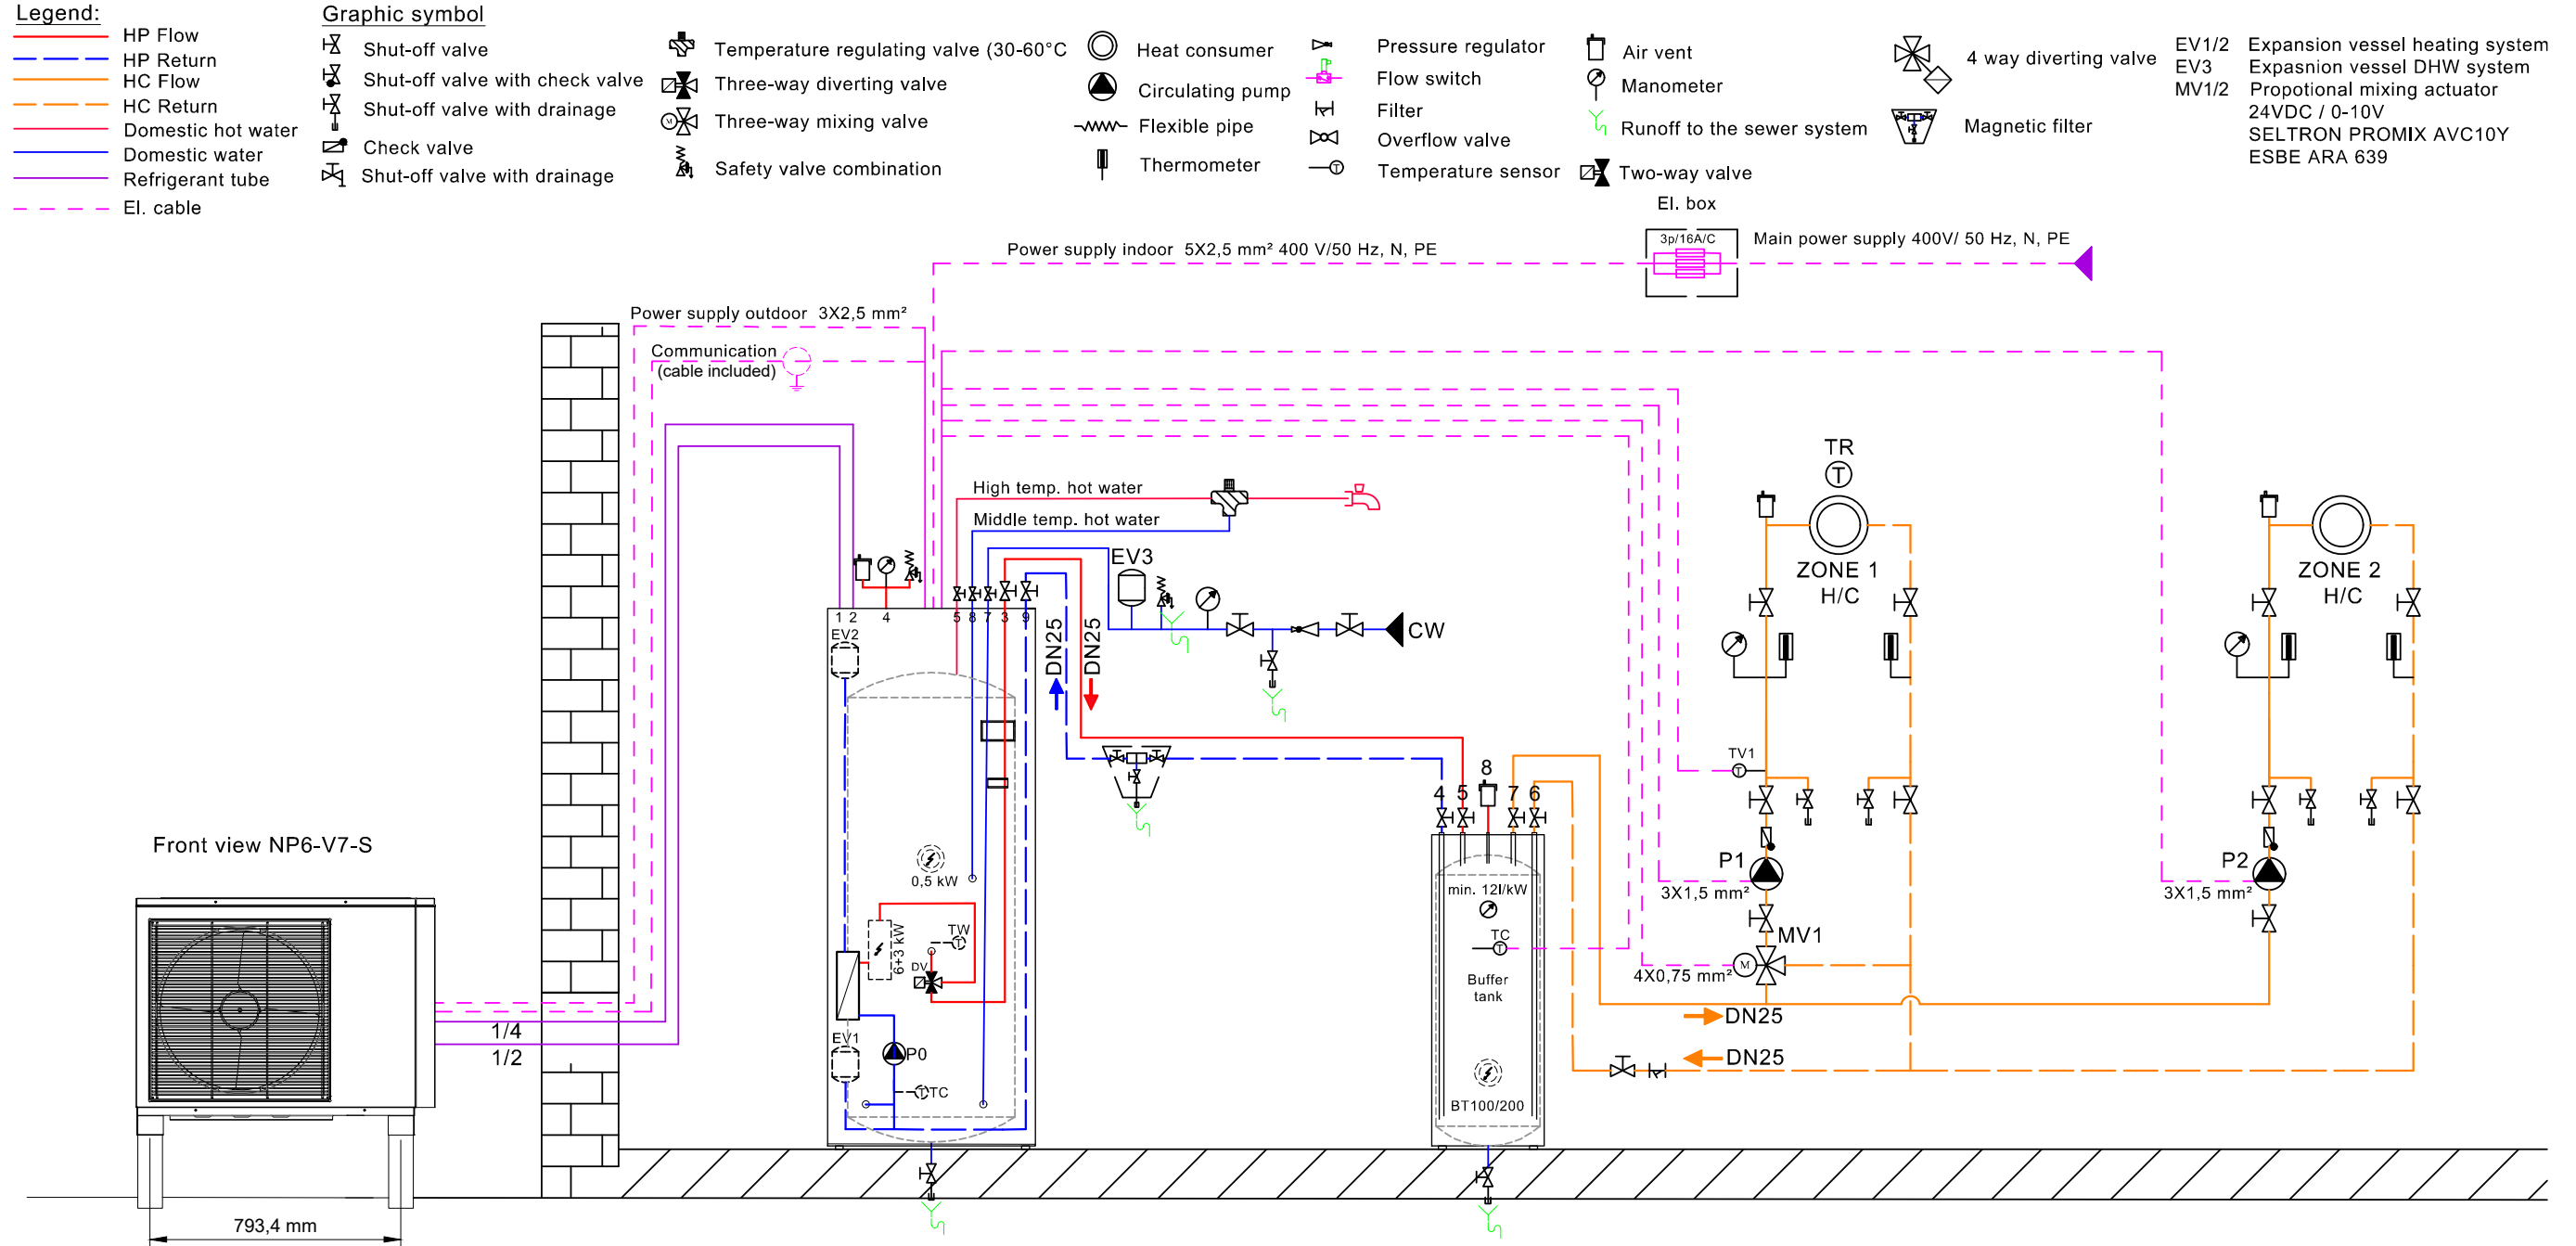 Legend:
HP Flow
HP Return
HC Flow
HC Return
Domestic hot water
Domestic water
Refrigerant tube
El. cable
Graphic symbol
Shut-off valve
Shut-off valve with check valve
Shut-off valve with drainage
Check valve
Shut-off valve with drainage
Temperature regulating valve (30-60°C
Three-way diverting valve
M
Three-way mixing valve
Safety valve combination
Heat consumer
Circulating pump
Flexible pipe
Thermometer
Pressure regulator
Flow switch
Filter
Overflow valve
T
Temperature sensor
Air vent
Manometer
Runoff to the sewer system
Two-way valve
4 way diverting valve
Magnetic filter
EV1/2 Expansion vessel heating system
EV3 Expasnion vessel DHW system
MV1/2 Propotional mixing actuator
24VDC / 0-10V
SELTRON PROMIX AVC10Y
ESBE ARA 639
El. box
3p/16A/C
Power supply indoor 5X2,5 mm² 400 V/50 Hz, N, PE
Main power supply 400V/ 50 Hz, N, PE
Power supply outdoor 3X2,5 mm²
Communication
(cable included)
High temp. hot water
Middle temp. hot water
EV3
CW
1 2 4 5 8 7 3 9
EV2
DN25
DN25
0,5 kW
6+3 kW
TW
T
DV
EV1
P0
T
TC
Front view NP6-V7-S
1/4
1/2
793,4 mm
8
4 5 7 6
min. 12l/kW
TC
T
Buffer
tank
BT100/200
TR
T
ZONE 1
H/C
TV1
T
P1
3X1,5 mm²
MV1
M
4X0,75 mm²
DN25
DN25
ZONE 2
H/C
P2
3X1,5 mm²